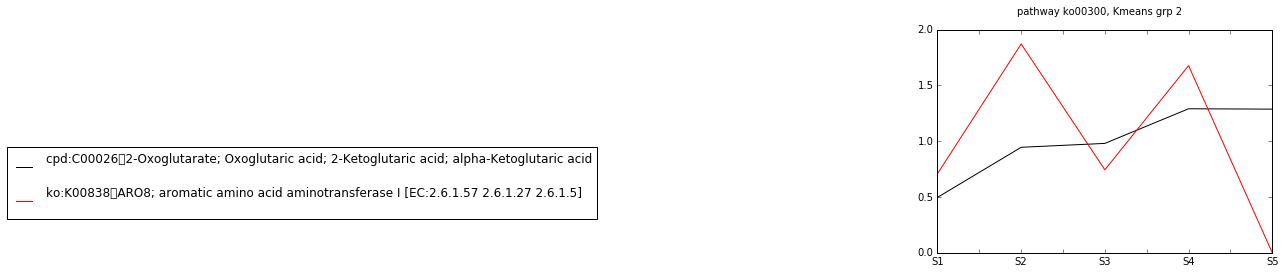 pathway ko00300, Kmeans grp 2
2.0
1.5
1.0
0.5
0.0
S1 S2 S3 S4 S5
cpd:C00026▯2-Oxoglutarate; Oxoglutaric acid; 2-Ketoglutaric acid; alpha-Ketoglutaric acid
ko:K00838▯ARO8; aromatic amino acid aminotransferase I [EC:2.6.1.57 2.6.1.27 2.6.1.5]